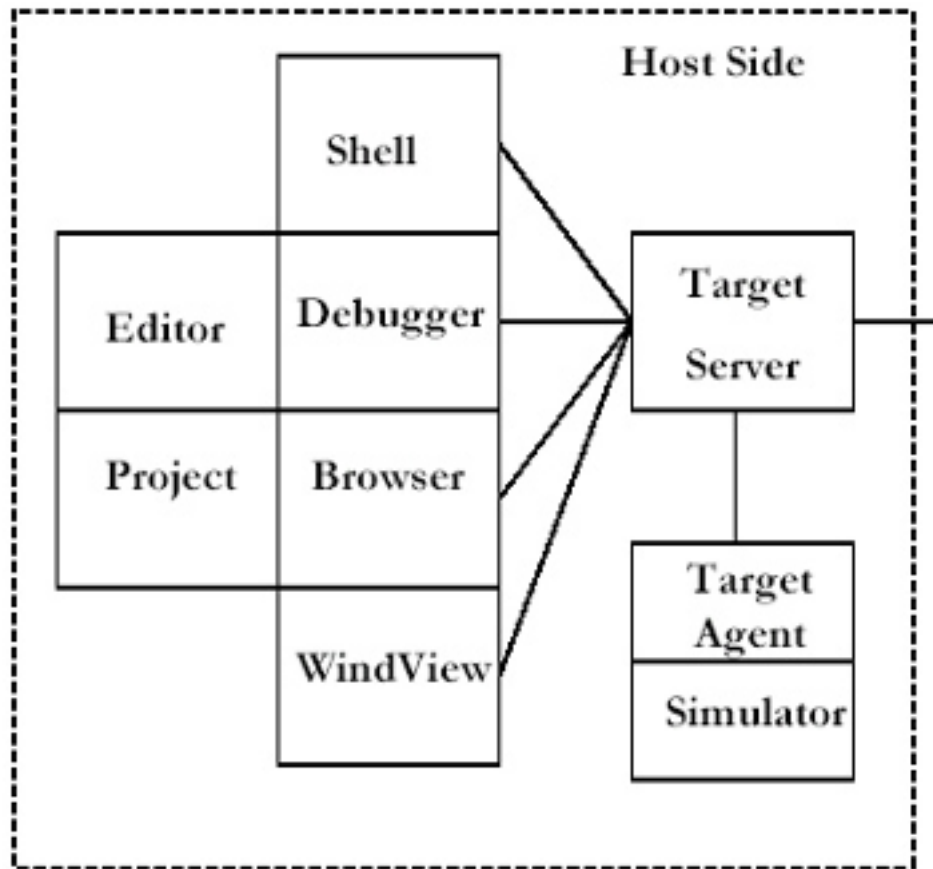 Host Side
Shell
Editor
Debugger
Target
Server
Project
Browser
Target
Agent
WindView
Simulator